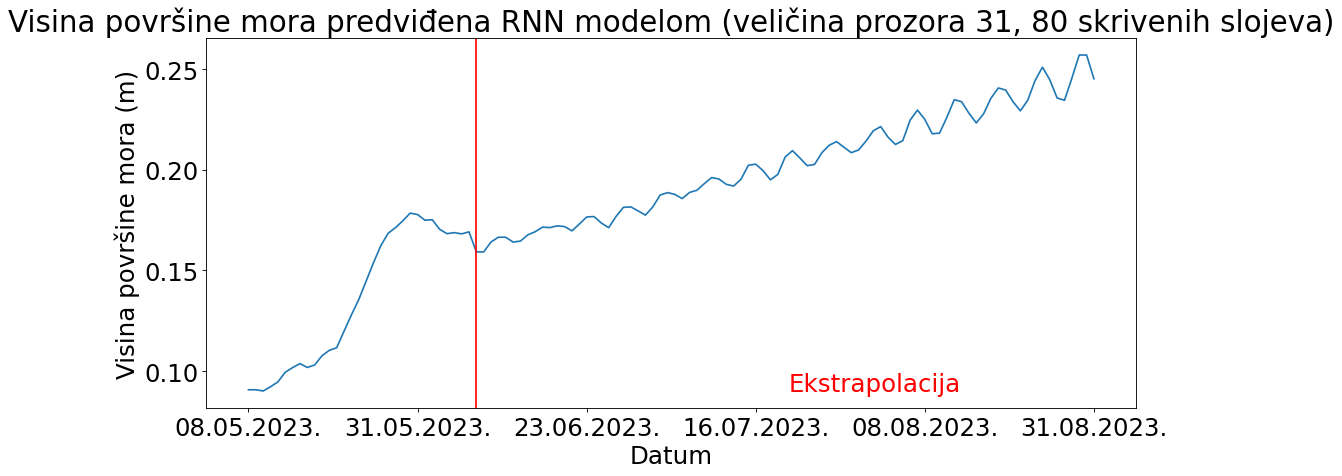 Visina površine mora predviđena RNN modelom (veličina prozora 31, 80 skrivenih slojeva)
Visina površine mora (m)
0.25
0.20
0.15
0.10
Ekstrapolacija
08.05.2023. 31.05.2023. 23.06.2023. 16.07.2023. 08.08.2023. 31.08.2023.
Datum